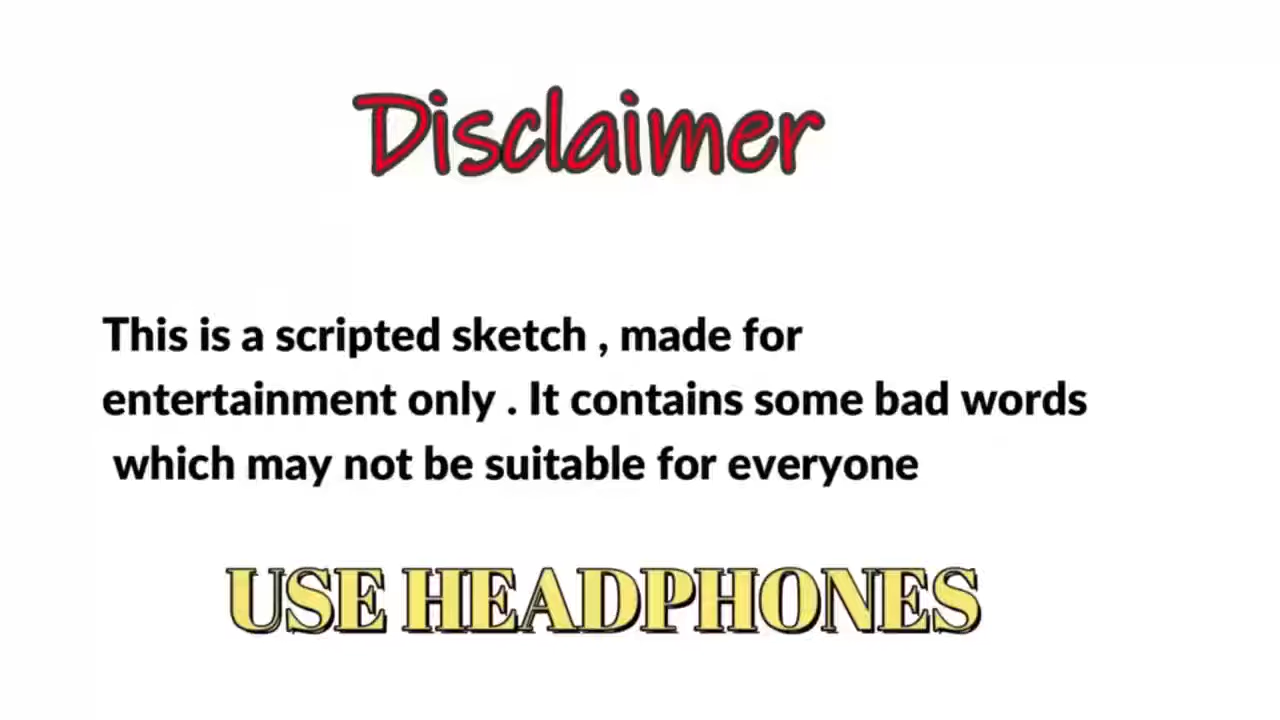 Disclaimer
This is a scripted sketch , made for
entertainment only . It contains some bad words
which may not be suitable for everyone
USE HEADPHONES